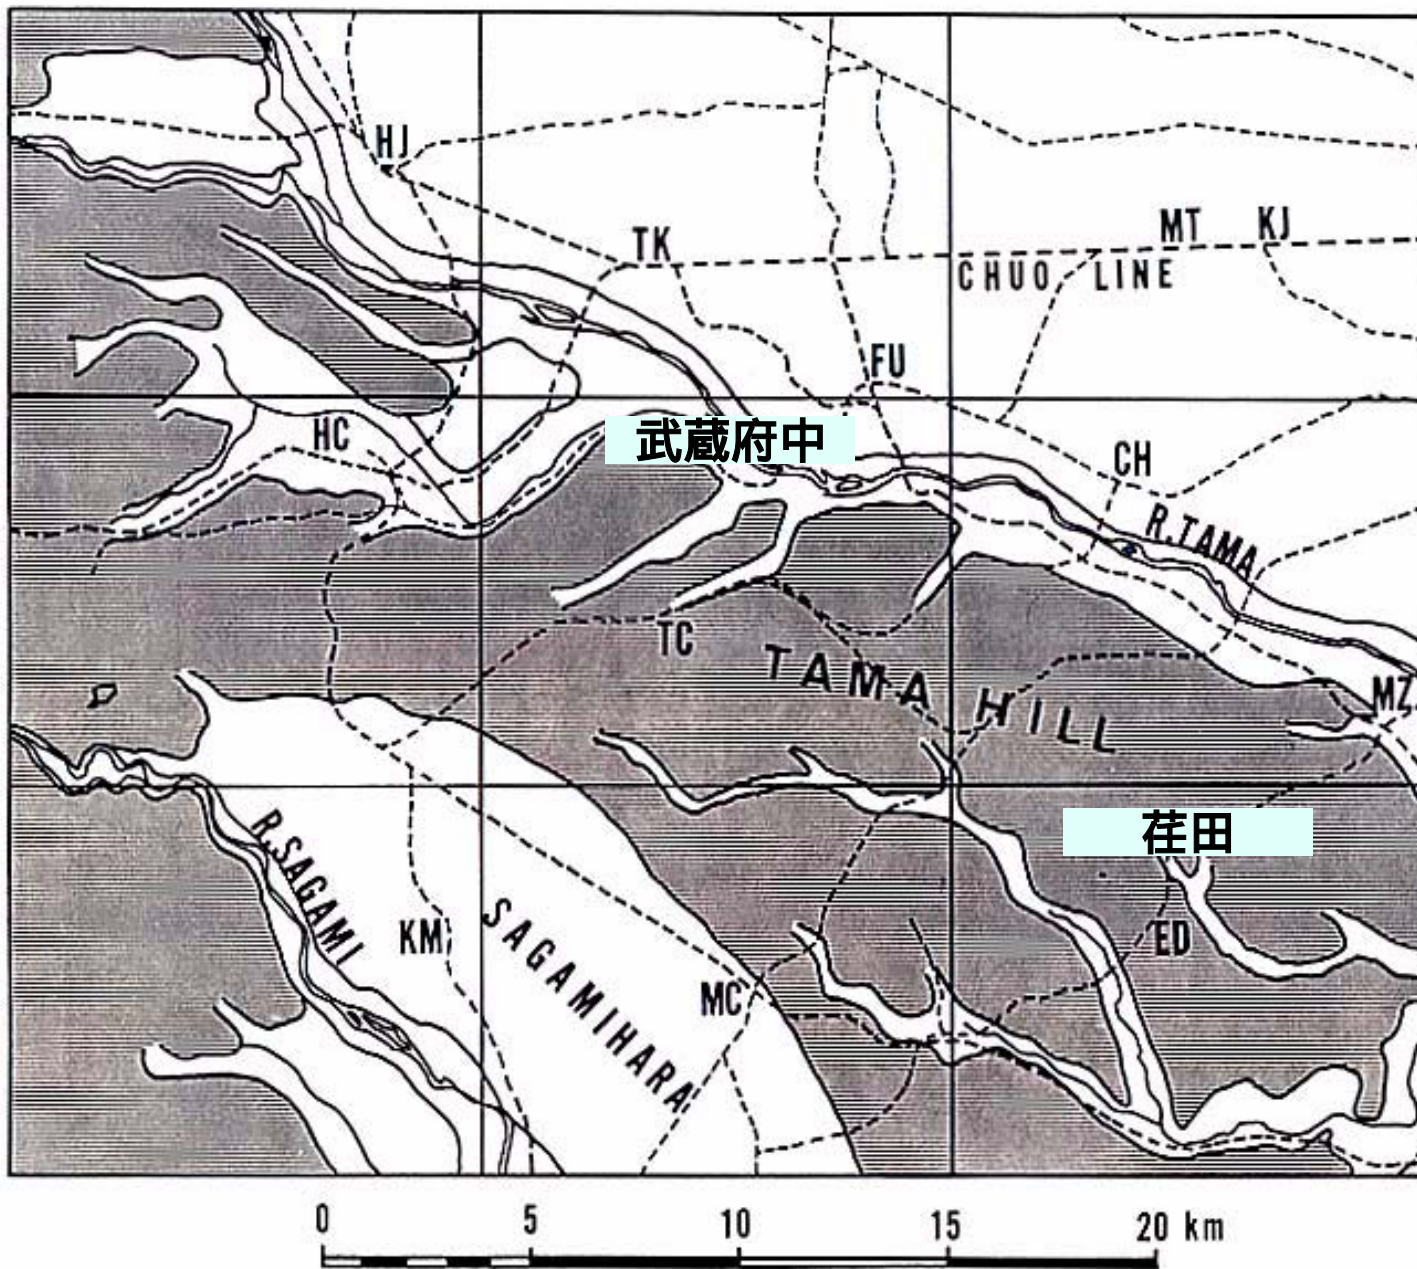 HJ
TK
MT
KJ
CHUO LINE
FU
武蔵府中
HC
CH
R.TAMA
TC
TAMA HILL
MZ
荏田
R.SAGAMI
KM
SAGAMIHARA
ED
MC
0 5 10 15 20 km